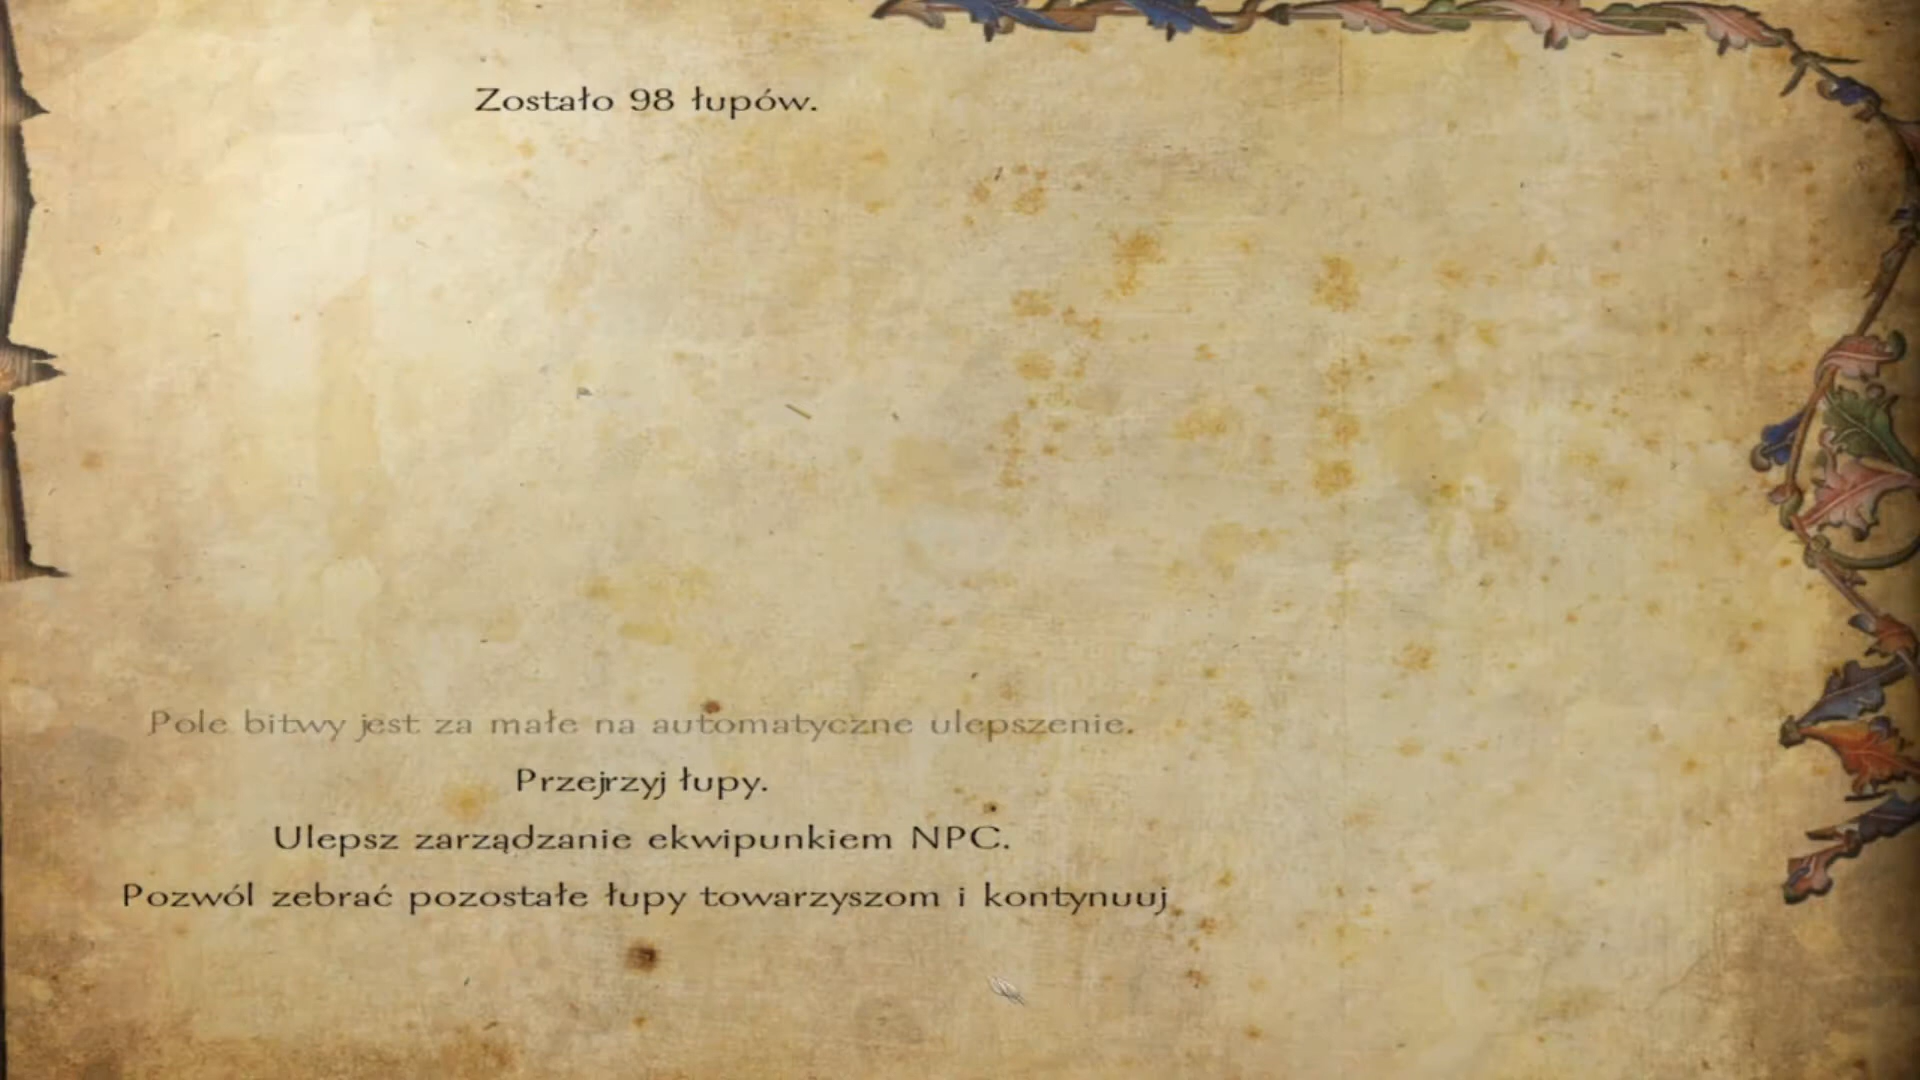 Zostało 98 łupów.
Pole bitwy jest za małe na automatyczne ulepszenie.
Przejrzyj łupy.
Ulepsz zarządzanie ekwipunkiem NPC.
Pozwól zebrać pozostałe łupy towarzyszom i kontynuuj.